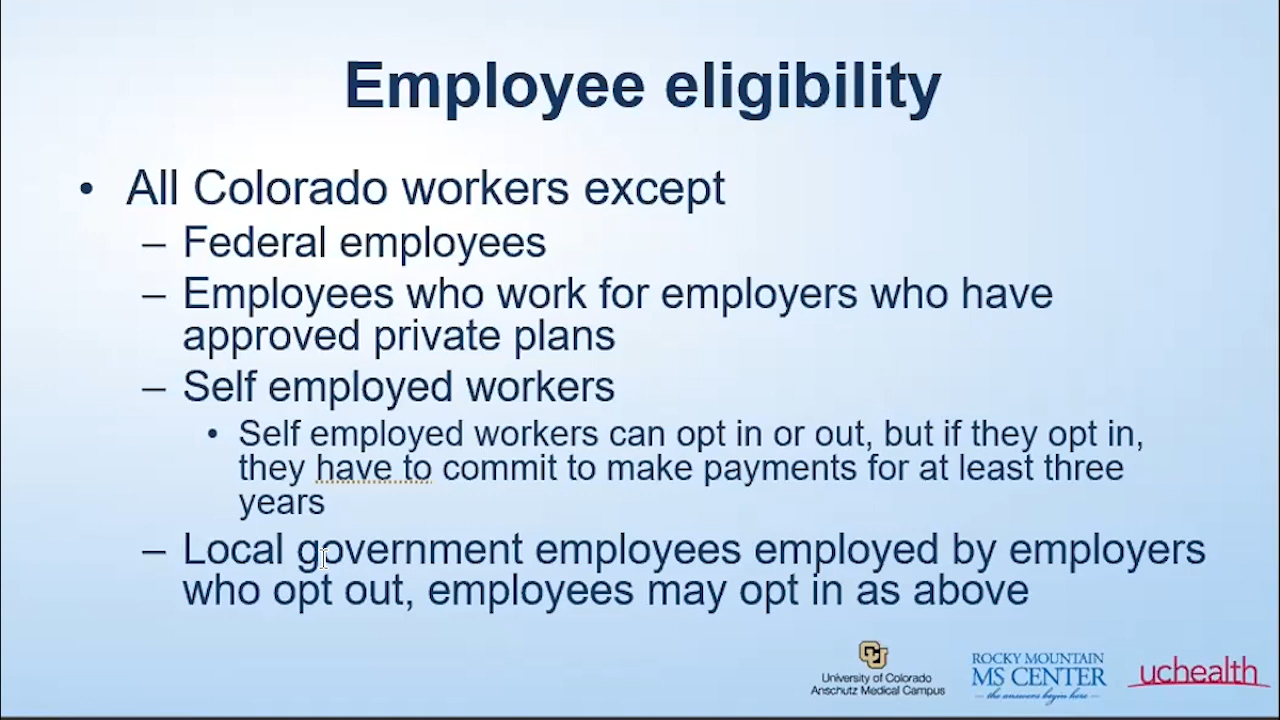 Employee eligibility
• All Colorado workers except
– Federal employees
– Employees who work for employers who have
approved private plans
– Self employed workers
• Self employed workers can opt in or out, but if they opt in,
they have to commit to make payments for at least three
years
– Local government employees employed by employers
who opt out, employees may opt in as above
CU
University of Colorado
Anschutz Medical Campus
ROCKY MOUNTAIN
MS CENTER
the answers begin here
uchealth